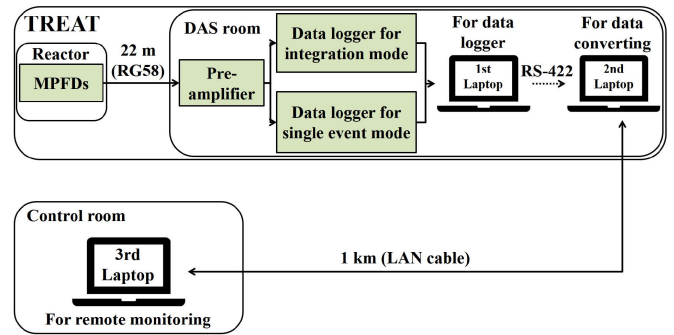 TREAT
Reactor
MPFDs
22 m
(RG58)
DAS room
Pre-
amplifier
Data logger for
integration mode
Data logger for
single event mode
For data
logger
1st
Laptop
RS-422
For data
converting
2nd
Laptop
Control room
3rd
Laptop
For remote monitoring
1 km (LAN cable)